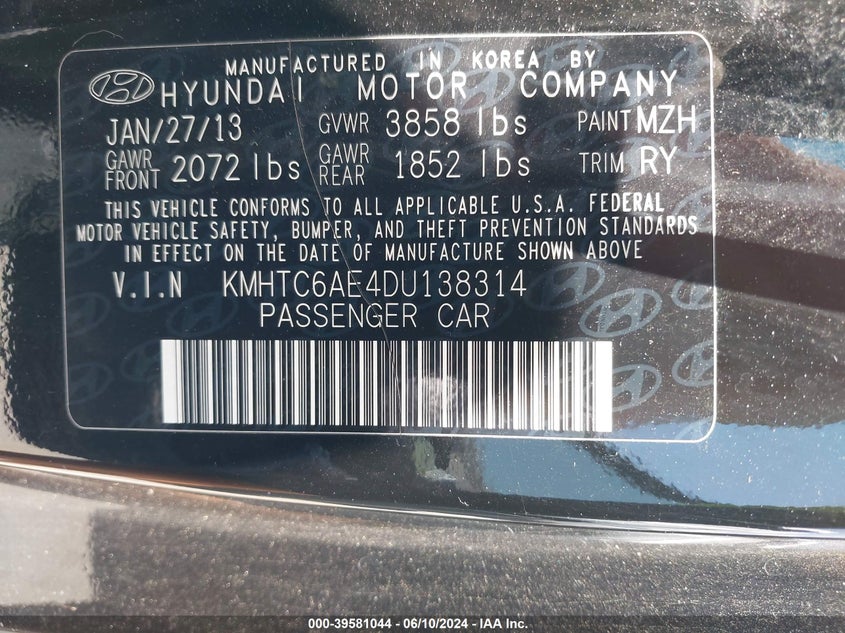 MANUFACTURED IN KOREA BY
HYUNDAI MOTOR COMPANY
JAN/27/13 GVWR 3858 lbs PAINT MZH
GAWR FRONT 2072 lbs GAWR REAR 1852 lbs TRIM RY
THIS VEHICLE CONFORMS TO ALL APPLICABLE U.S.A. FEDERAL
MOTOR VEHICLE SAFETY, BUMPER, AND THEFT PREVENTION STANDARDS
IN EFFECT ON THE DATE OF MANUFACTURE SHOWN ABOVE
V.I.N KMHTC6AE4DU138314
PASSENGER CAR
000-39581044 / 06/10/2024 - IAA Inc.